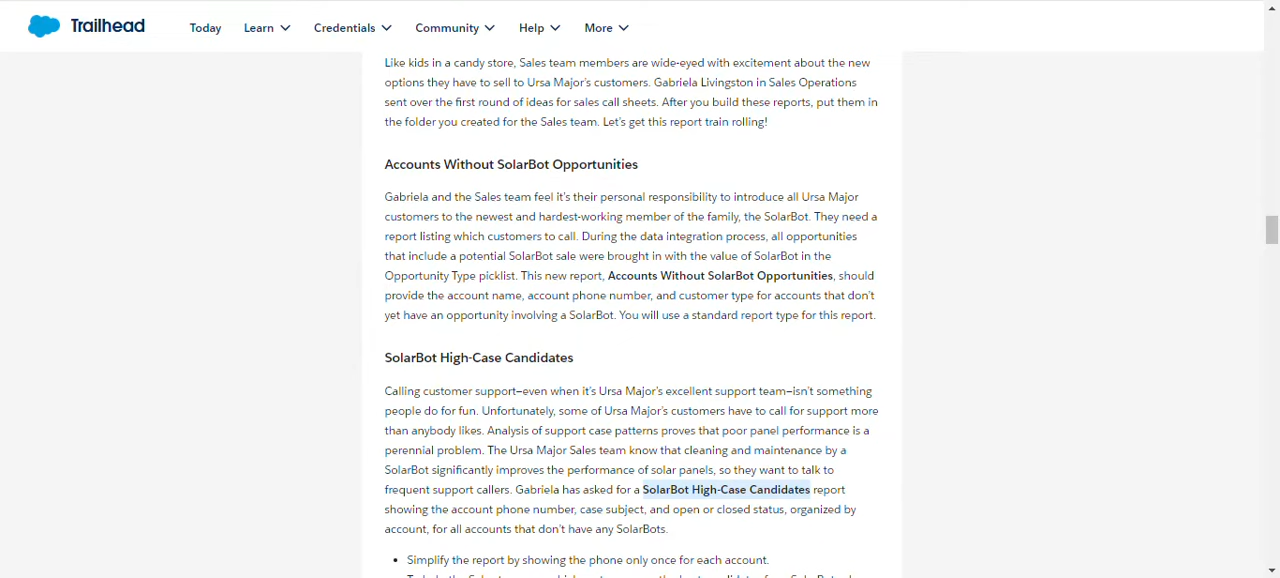 Trailhead Today Learn Credentials Community Help More
Like kids in a candy store, Sales team members are wide-eyed with excitement about the new
options they have to sell to Ursa Major's customers. Gabriela Livingston in Sales Operations
sent over the first round of ideas for sales call sheets. After you build these reports, put them in
the folder you created for the Sales team. Let's get this report train rolling!
Accounts Without SolarBot Opportunities
Gabriela and the Sales team feel it's their personal responsibility to introduce all Ursa Major
customers to the newest and hardest-working member of the family, the SolarBot. They need a
report listing which customers to call. During the data integration process, all opportunities
that include a potential SolarBot sale were brought in with the value of SolarBot in the
Opportunity Type picklist. This new report, Accounts Without SolarBot Opportunities, should
provide the account name, account phone number, and customer type for accounts that don't
yet have an opportunity involving a SolarBot. You will use a standard report type for this report.
SolarBot High-Case Candidates
Calling customer support—even when it's Ursa Major's excellent support team—isn't something
people do for fun. Unfortunately, some of Ursa Major's customers have to call for support more
than anybody likes. Analysis of support case patterns proves that poor panel performance is a
perennial problem. The Ursa Major Sales team know that cleaning and maintenance by a
SolarBot significantly improves the performance of solar panels, so they want to talk to
frequent support callers. Gabriela has asked for a SolarBot High-Case Candidates report
showing the account phone number, case subject, and open or closed status, organized by
account, for all accounts that don't have any SolarBots.
• Simplify the report by showing the phone only once for each account.